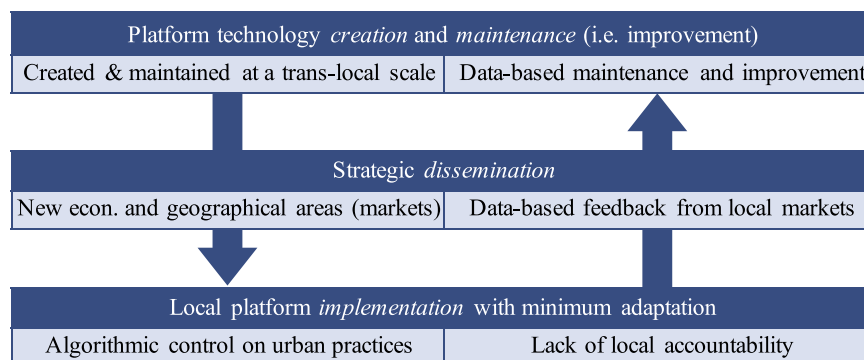 Platform technology creation and maintenance (i.e. improvement)
Created & maintained at a trans-local scale
Data-based maintenance and improvement
Strategic dissemination
New econ. and geographical areas (markets)
Data-based feedback from local markets
Local platform implementation with minimum adaptation
Algorithmic control on urban practices
Lack of local accountability